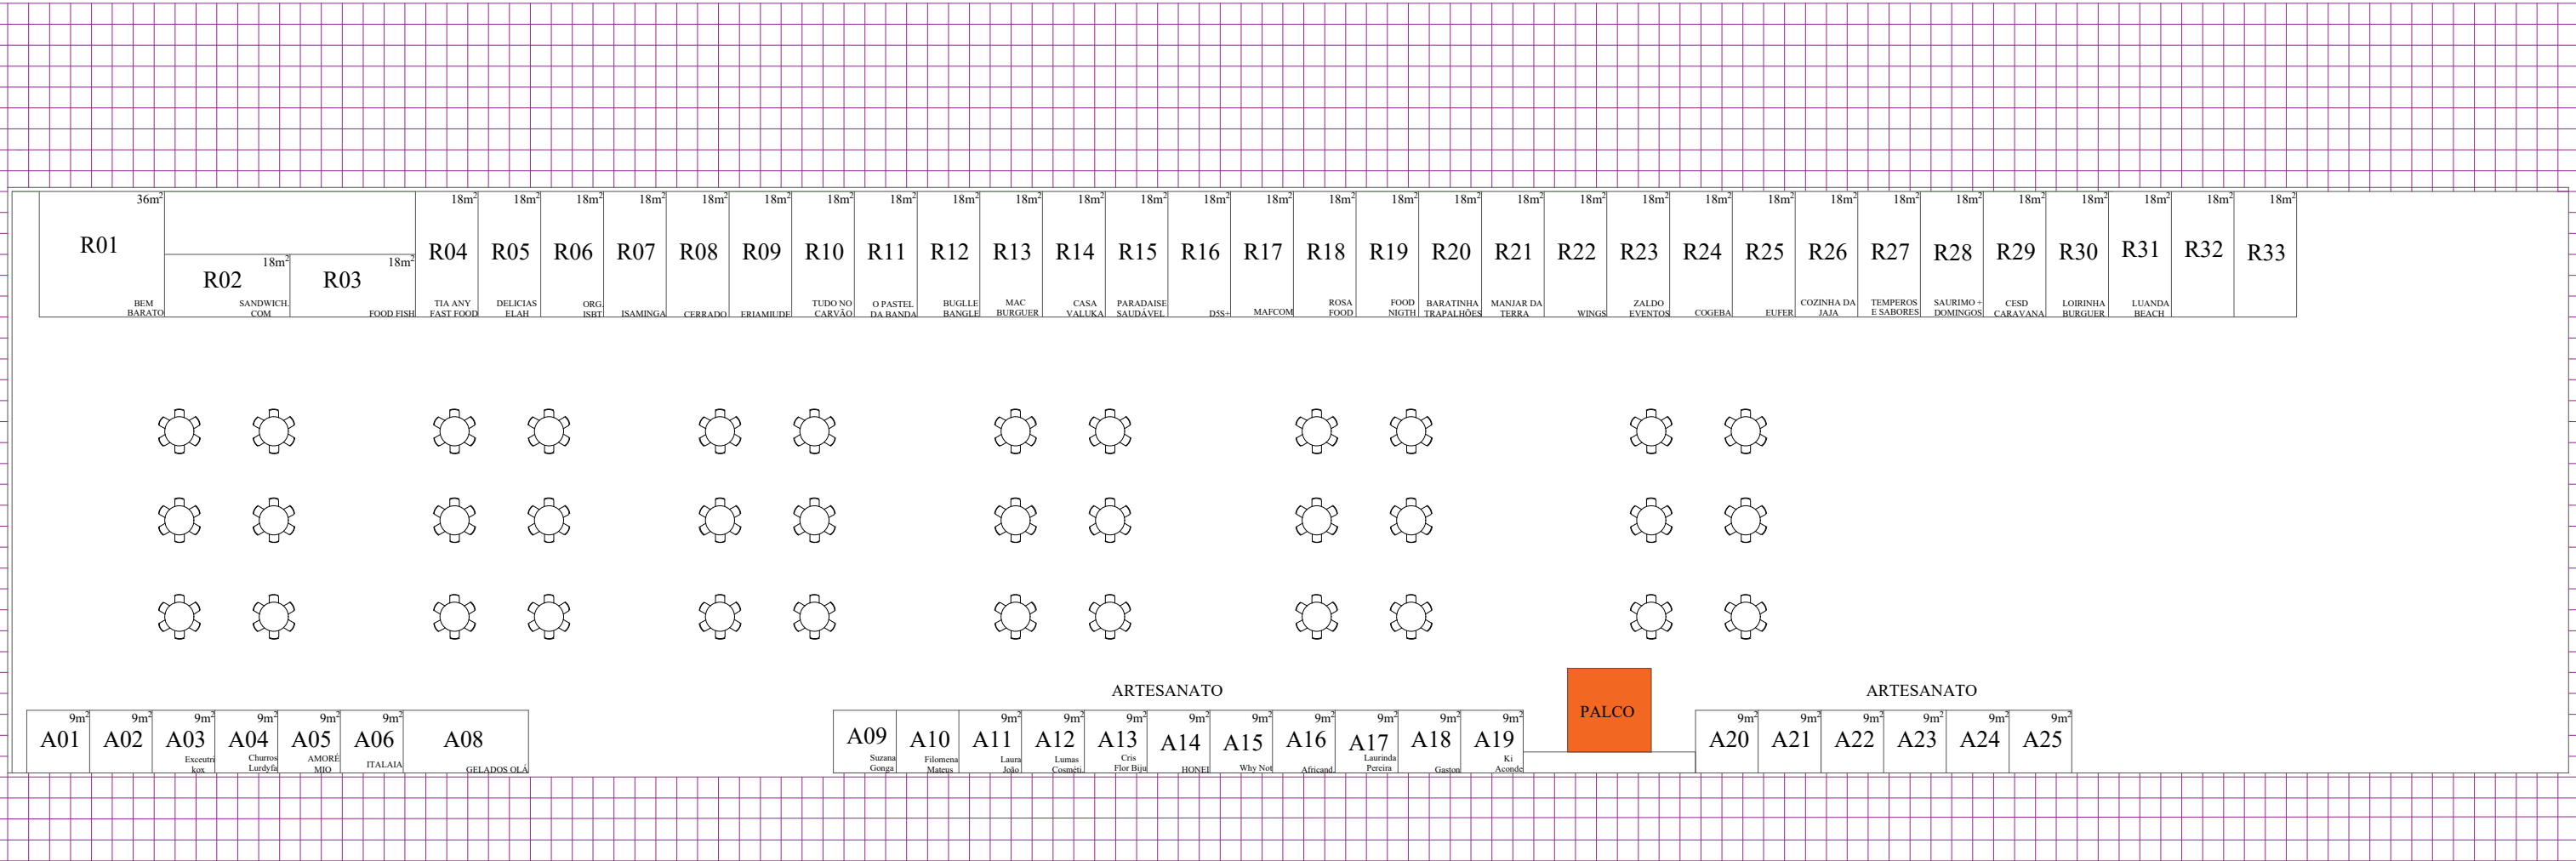 36m²
R01
BEM
BARATO
18m²
R02
SANDWICH.
COM
18m²
R03
FOOD FISH
18m²
R04
TIA ANY
FAST FOOD
18m²
R05
DELICIAS
ELAH
18m²
R06
ORG.
ISBT
18m²
R07
ISAMINGA
18m²
R08
CERRADO
18m²
R09
ERIAMIUDE
18m²
R10
TUDO NO
CARVÃO
18m²
R11
O PASTEL
DA BANDA
18m²
R12
BUGLLE
BANGLE
18m²
R13
MAC
BURGUER
18m²
R14
CASA
VALUKA
18m²
R15
PARADAISE
SAUDÁVEL
18m²
R16
D5S+
18m²
R17
MAFCOM
18m²
R18
ROSA
FOOD
18m²
R19
FOOD
NIGTH
18m²
R20
BARATINHA
TRAPALHÕES
18m²
R21
MANJAR DA
TERRA
18m²
R22
WINGS
18m²
R23
ZALDO
EVENTOS
18m²
R24
COGEBA
18m²
R25
EUFER
18m²
R26
COZINHA DA
JAJA
18m²
R27
TEMPEROS
E SABORES
18m²
R28
SAURIMO +
DOMINGOS
18m²
R29
CESD
CARAVANA
18m²
R30
LOIRINHA
BURGUER
18m²
R31
LUANDA
BEACH
18m²
R32
18m²
R33
9m²
A01
9m²
A02
9m²
A03
Exceutri
kox
9m²
A04
Churros
Lurdyfa
9m²
A05
AMORÉ
MIO
9m²
A06
ITALAIA
A08
GELADOS OLÁ
ARTESANATO
A09
Suzana
Gonga
A10
Filomena
Mateus
9m²
A11
Laura
João
9m²
A12
Lumas
Cosméti
9m²
A13
Cris
Flor Biju
9m²
A14
HONEI
9m²
A15
Why Not
9m²
A16
Africand
9m²
A17
Laurinda
Pereira
9m²
A18
Gaston
9m²
A19
Ki
Aconde
PALCO
ARTESANATO
9m²
A20
9m²
A21
9m²
A22
9m²
A23
9m²
A24
9m²
A25